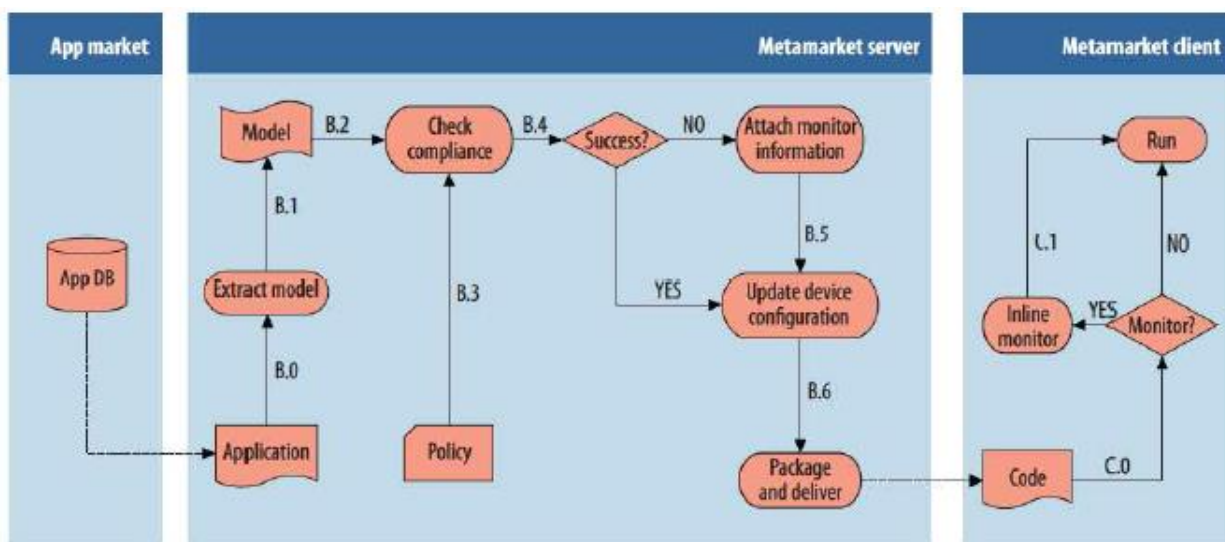 App market
Metamarket server
Metamarket client
Model
B.2
Check
compliance
B.4
Success?
NO
Attach monitor
information
Run
B.1
B.5
C.1
NO
App DB
Extract model
B.3
YES
Update device
configuration
Inline
monitor
YES
Monitor?
B.0
B.6
Application
Policy
Package
and deliver
Code
C.0